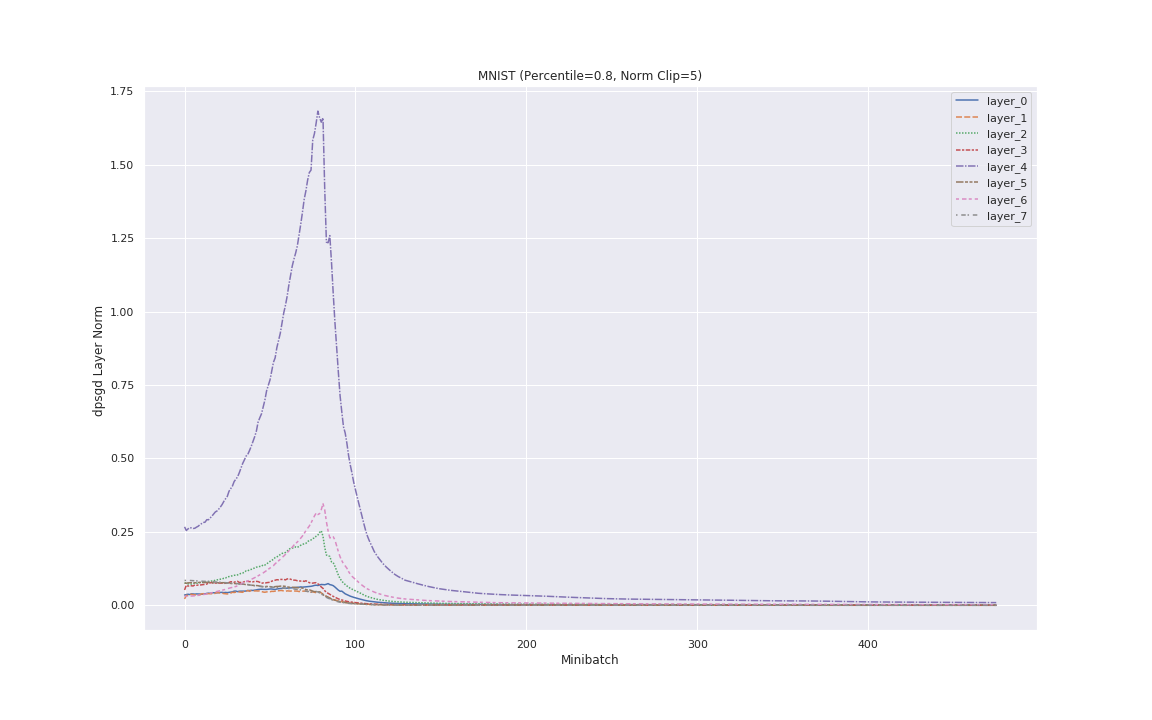 MNIST (Percentile=0.8, Norm Clip=5)
1.75
1.50
1.25
1.00
0.75
0.50
0.25
0.00
dpsgd Layer Norm
layer_0
layer_1
layer_2
layer_3
layer_4
layer_5
layer_6
layer_7
0 100 200 300 400
Minibatch